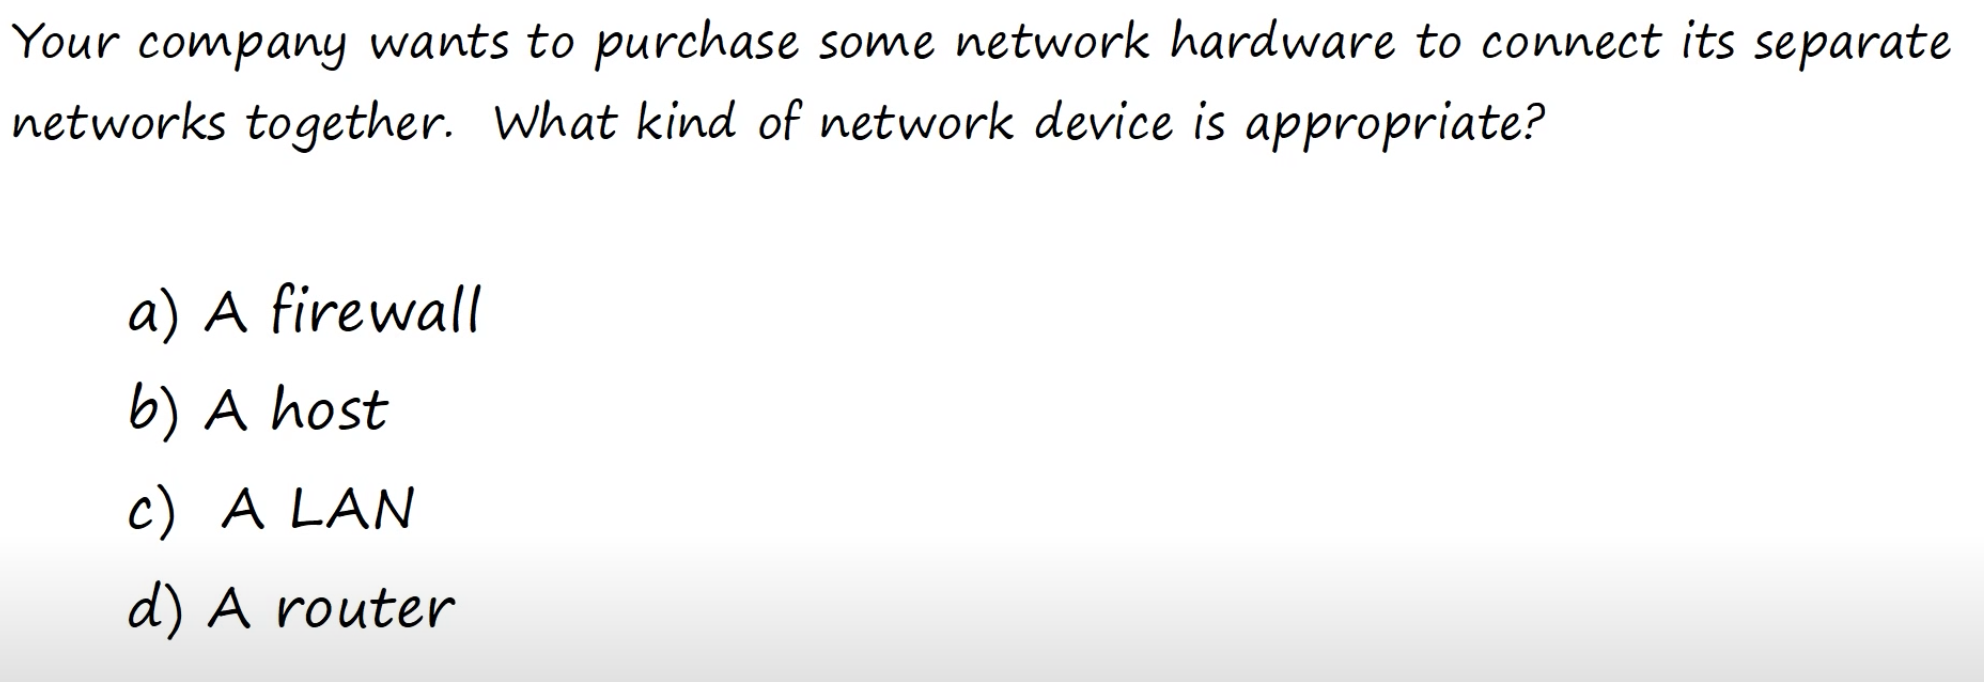 Your company wants to purchase some network hardware to connect its separate
networks together. What kind of network device is appropriate?
a) A firewall
b) A host
c) A LAN
d) A router